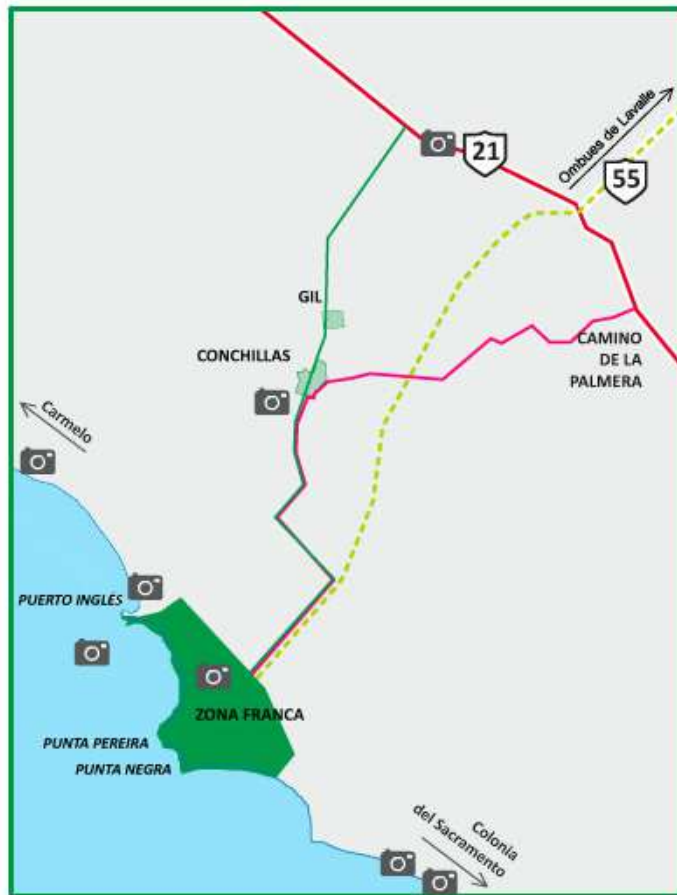 21
Ombues de Lavalle
55
GIL
CONCHILLAS
CAMINO
DE LA
PALMERA
Carmelo
PUERTO INGLÉS
ZONA FRANCA
PUNTA PEREIRA
PUNTA NEGRA
Colonia
del Sacramento